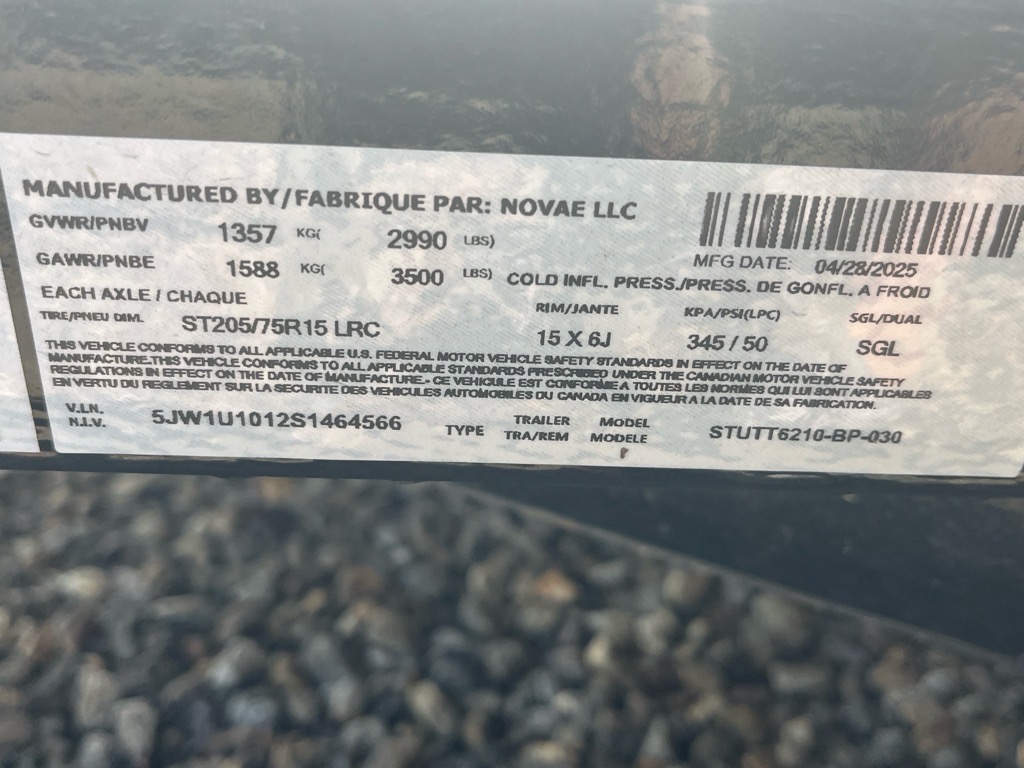 MANUFACTURED BY/FABRIQUE PAR: NOVAE LLC
GVWR/PNBV 1357 KG( 2990 LBS)
MFG DATE: 04/28/2025
GAWR/PNBE 1588 KG( 3500 LBS) COLD INFL. PRESS./PRESS. DE GONFL. A FROID
EACH AXLE / CHAQUE RIM/JANTE KPA/PSI(LPC) SGL/DUAL
TIRE/PNEU DIM. ST205/75R15 LRC 15 X 6J 345 / 50 SGL
THIS VEHICLE CONFORMS TO ALL APPLICABLE U.S. FEDERAL MOTOR VEHICLE SAFETY STANDARDS IN EFFECT ON THE DATE OF
MANUFACTURE.THIS VEHICLE CONFORMS TO ALL APPLICABLE STANDARDS PRESCRIBED UNDER THE CANADIAN MOTOR VEHICLE SAFETY
REGULATIONS IN EFFECT ON THE DATE OF MANUFACTURE.- CE VEHICULE EST CONFORME A TOUTES LES NORMES QUI LUI SONT APPLICABLES
EN VERTU DU REGLEMENT SUR LA SECURITE DES VEHICULES AUTOMOBILES DU CANADA EN VIGUEUR A LA DATE DE SA FABRICATION.
V.I.N. 5JW1U1012S1464566 TYPE TRAILER MODEL STUTT6210-BP-030
N.I.V. TRA/REM MODELE